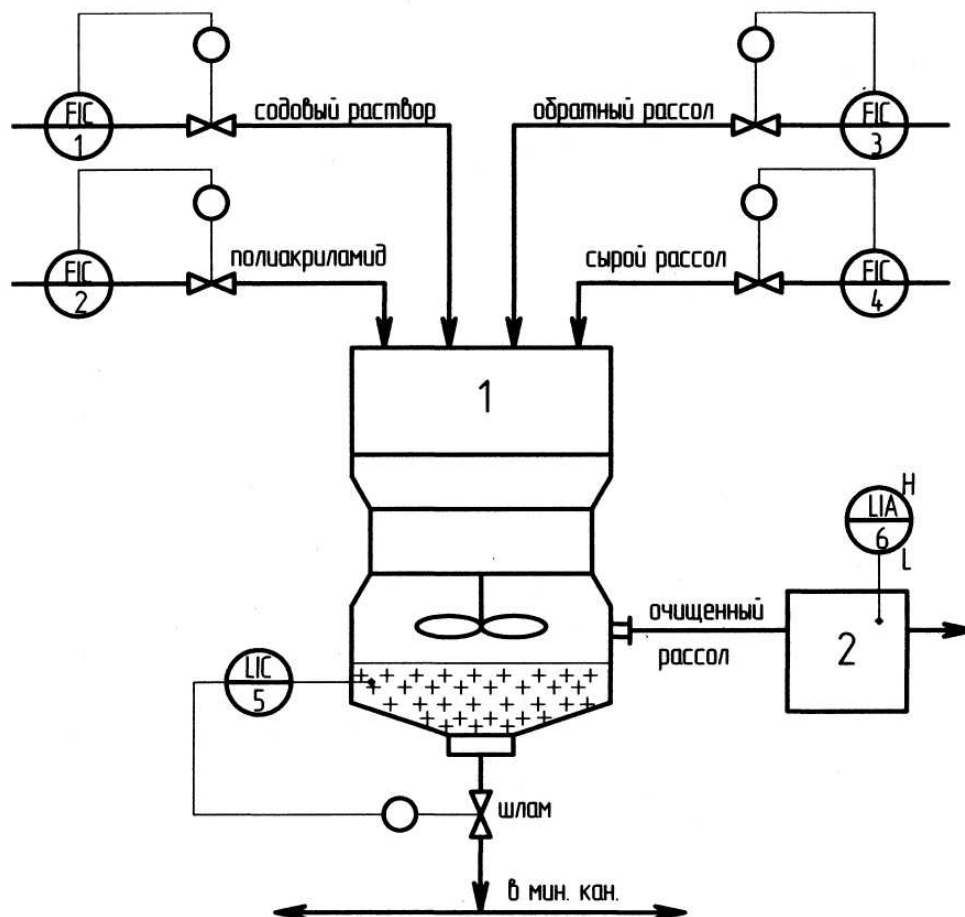 FIC
1
содовый раствор
обратный рассол
FIC
3
FIC
2
полиакриламид
сырой рассол
FIC
4
1
H
LIA
6
L
очищенный
рассол
2
LIC
5
шлам
в мин. кан.